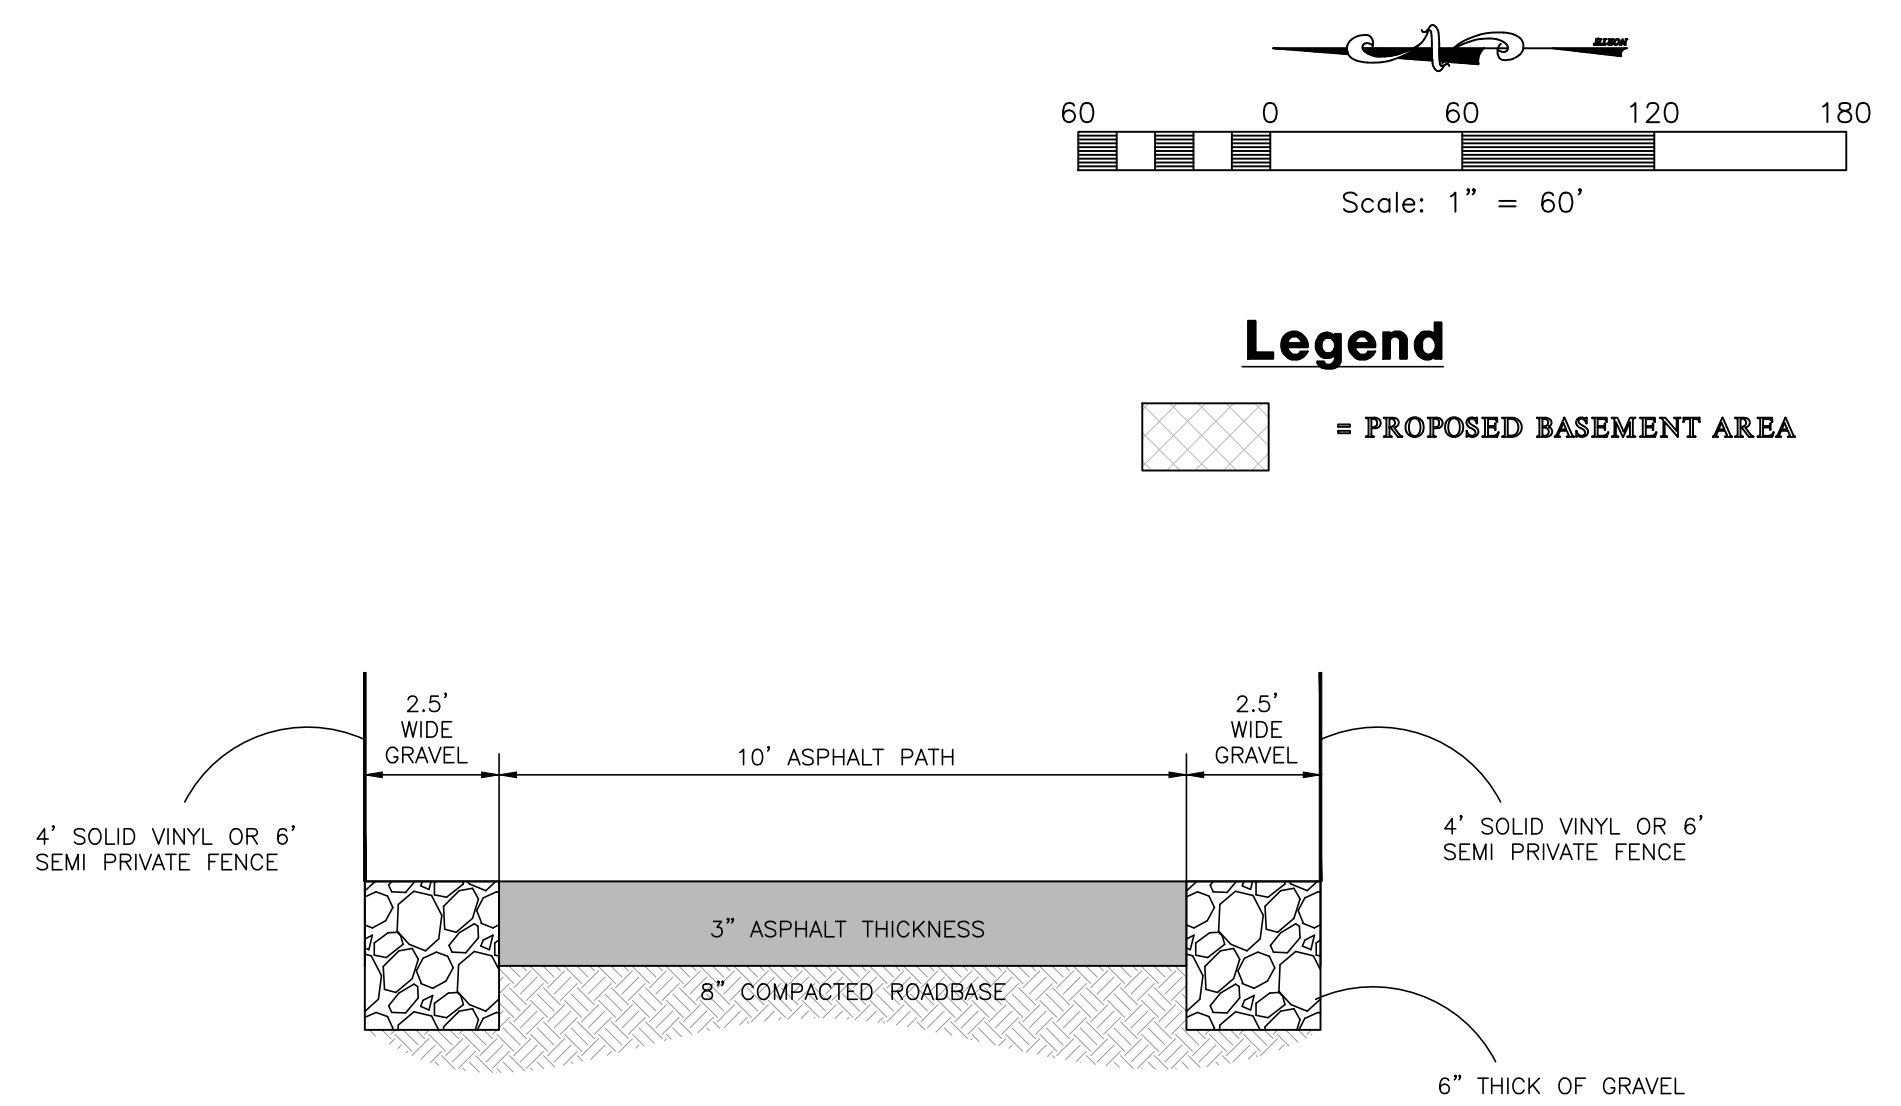 NORTH
60 0 60 120 180
Scale: 1" = 60'
Legend
= PROPOSED BASEMENT AREA
2.5'
WIDE
GRAVEL
10' ASPHALT PATH
2.5'
WIDE
GRAVEL
4' SOLID VINYL OR 6'
SEMI PRIVATE FENCE
4' SOLID VINYL OR 6'
SEMI PRIVATE FENCE
3" ASPHALT THICKNESS
8" COMPACTED ROADBASE
6" THICK OF GRAVEL